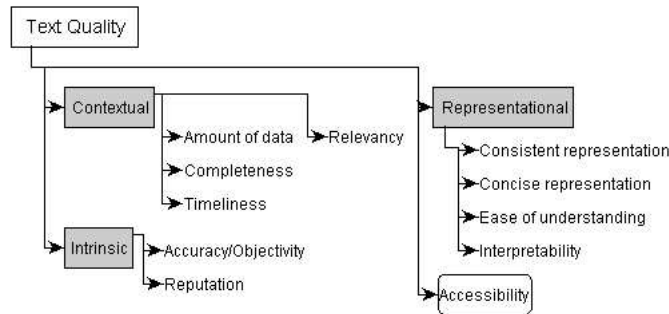 Text Quality
Contextual
Amount of data
Relevancy
Completeness
Timeliness
Intrinsic
Accuracy/Objectivity
Reputation
Representational
Consistent representation
Concise representation
Ease of understanding
Interpretability
Accessibility